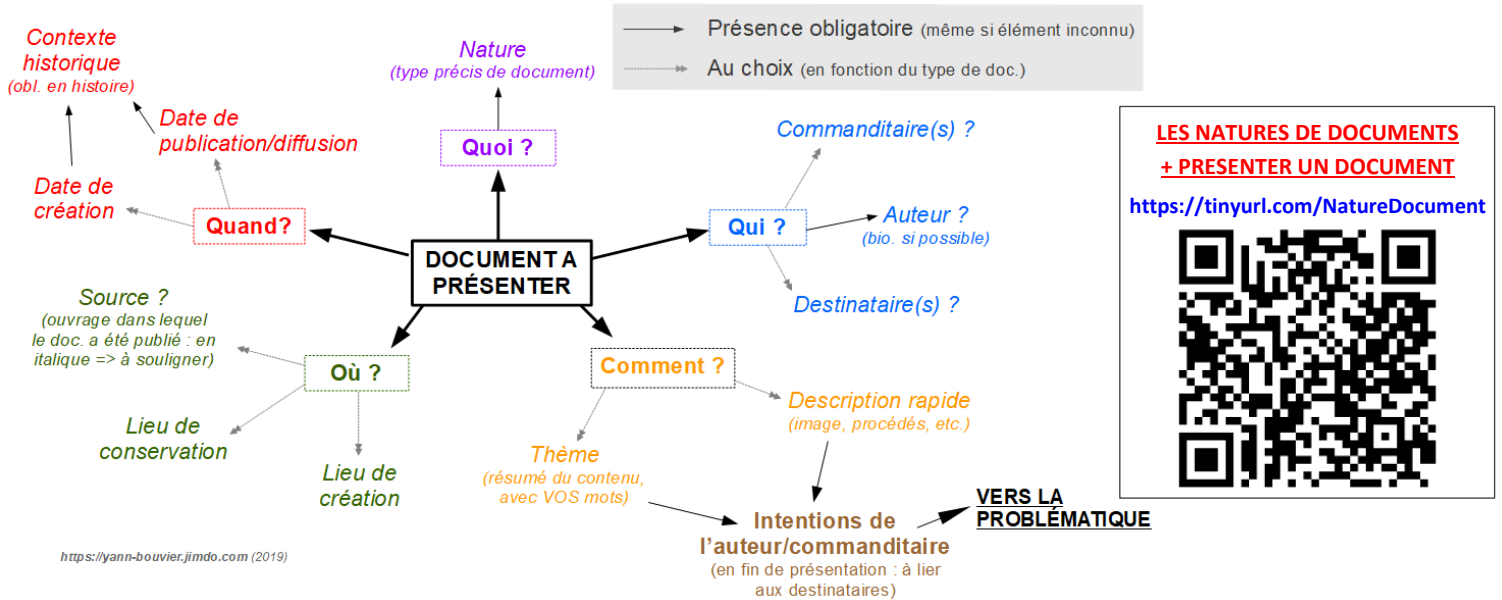 Contexte
historique
(obl. en histoire)
Date de
publication/diffusion
Date de
création
Quand?
Nature
(type précis de document)
Quoi ?
Présence obligatoire (même si élément inconnu)
Au choix (en fonction du type de doc.)
Commanditaire(s) ?
Qui ?
Auteur ?
(bio. si possible)
Destinataire(s) ?
DOCUMENT A
PRÉSENTER
Source ?
(ouvrage dans lequel
le doc. a été publié : en
italique => à souligner)
Où ?
Lieu de
conservation
Lieu de
création
Comment ?
Description rapide
(image, procédés, etc.)
Thème
(résumé du contenu,
avec VOS mots)
Intentions de
l’auteur/commanditaire
(en fin de présentation : à lier
aux destinataires)
VERS LA
PROBLÉMATIQUE
https://yann-bouvier.jimdo.com (2019)
LES NATURES DE DOCUMENTS
+ PRESENTER UN DOCUMENT
https://tinyurl.com/NatureDocument